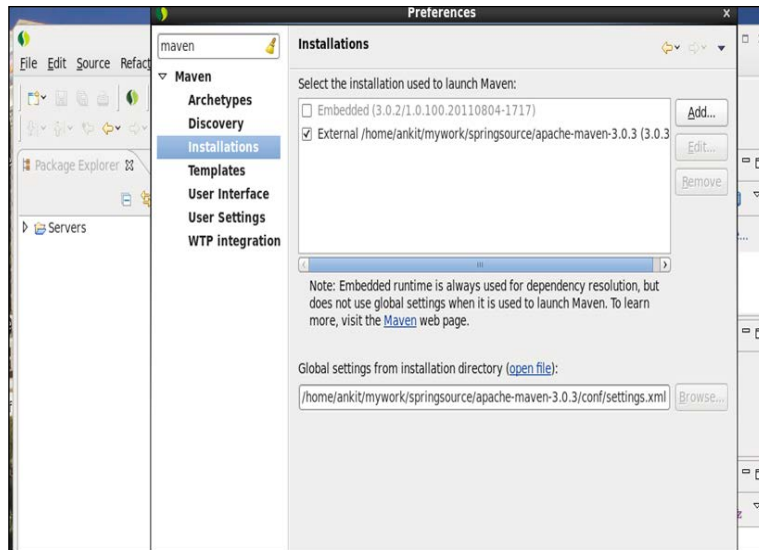 Preferences
x
File Edit Source Refact
Package Explorer
Servers
maven
Maven
Archetypes
Discovery
Installations
Templates
User Interface
User Settings
WTP integration
Installations
Select the installation used to launch Maven:
Embedded (3.0.2/1.0.100.20110804-1717)
External /home/ankit/mywork/springsource/apache-maven-3.0.3 (3.0.3
Add...
Edit...
Remove
Note: Embedded runtime is always used for dependency resolution, but
does not use global settings when it is used to launch Maven. To learn
more, visit the Maven web page.
Global settings from installation directory (open file):
/home/ankit/mywork/springsource/apache-maven-3.0.3/conf/settings.xml
Browse...